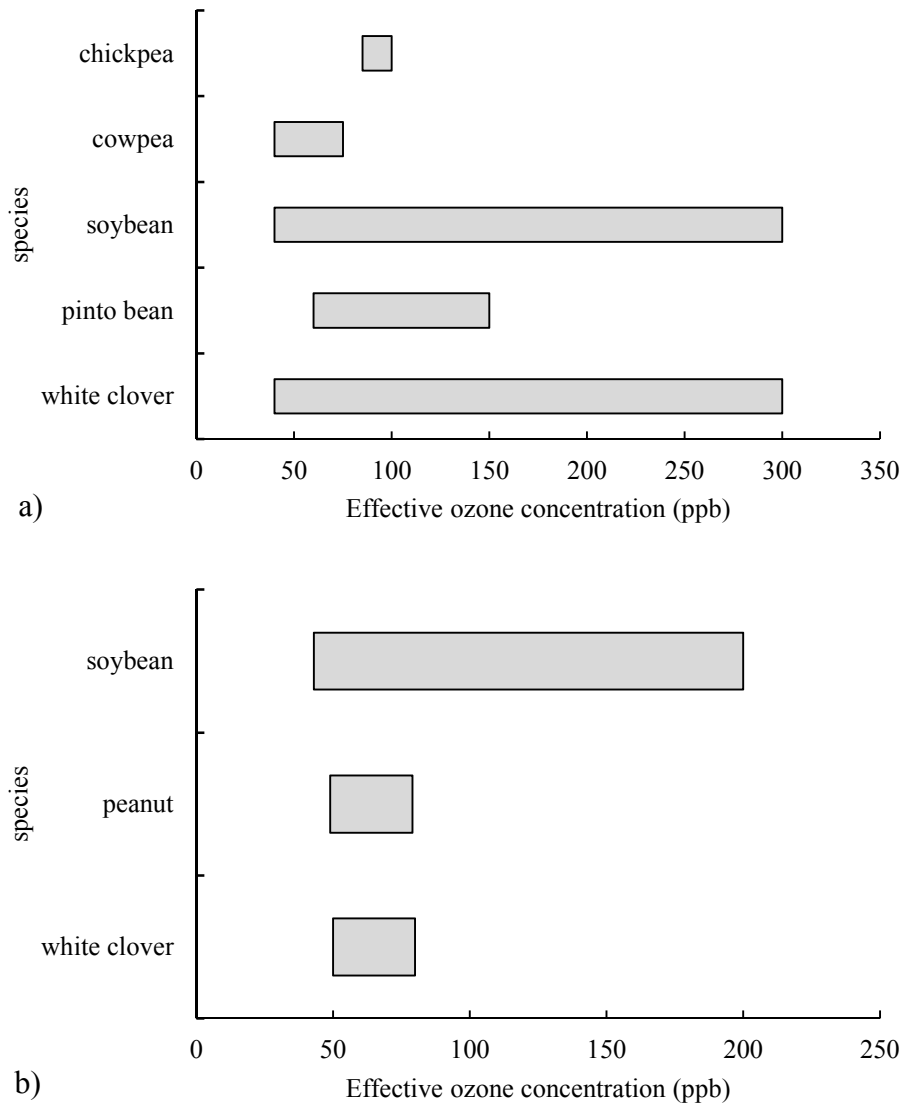 chickpea
cowpea
soybean
pinto bean
white clover
species
0 50 100 150 200 250 300 350
Effective ozone concentration (ppb)
a)
soybean
peanut
white clover
species
0 50 100 150 200 250
Effective ozone concentration (ppb)
b)